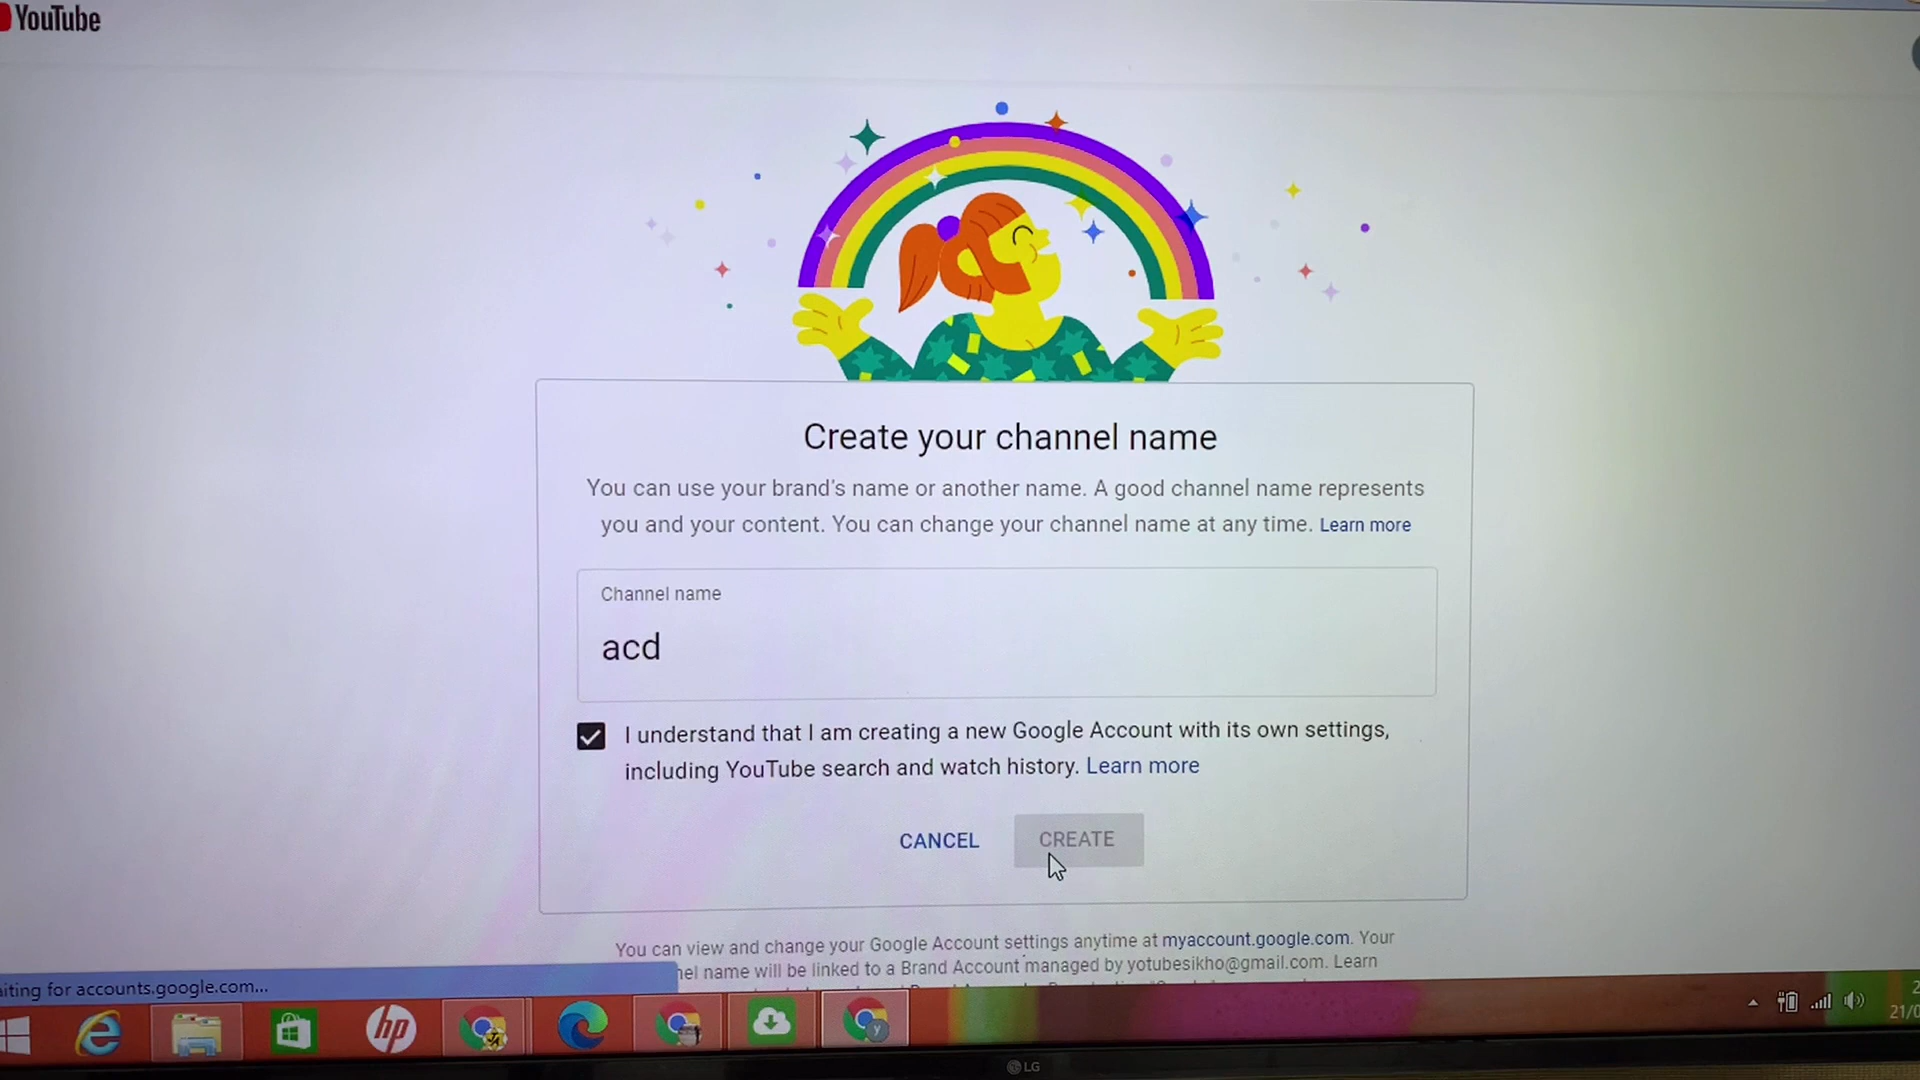 YouTube
Create your channel name
You can use your brand's name or another name. A good channel name represents
you and your content. You can change your channel name at any time. Learn more
Channel name
acd
I understand that I am creating a new Google Account with its own settings,
including YouTube search and watch history. Learn more
CANCEL
CREATE
You can view and change your Google Account settings anytime at myaccount.google.com. Your
name will be linked to a Brand Account managed by yotubesikho@gmail.com. Learn
for accounts.google.com...
hp
y
LG